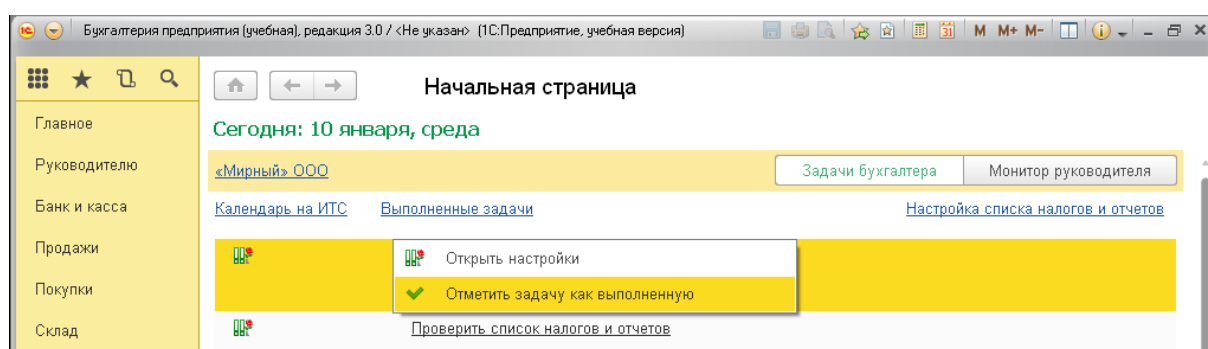 Бухгалтерия предприятия (учебная), редакция 3.0 / <Не указан> (1С:Предприятие, учебная версия) 31 M M+ M-
Начальная страница
Главное
Сегодня: 10 января, среда
Руководителю
«Мирный» ООО Задачи бухгалтера Монитор руководителя
Банк и касса
Календарь на ИТС Выполненные задачи Настройка списка налогов и отчетов
Продажи
Открыть настройки
Покупки
Отметить задачу как выполненную
Склад
Проверить список налогов и отчетов